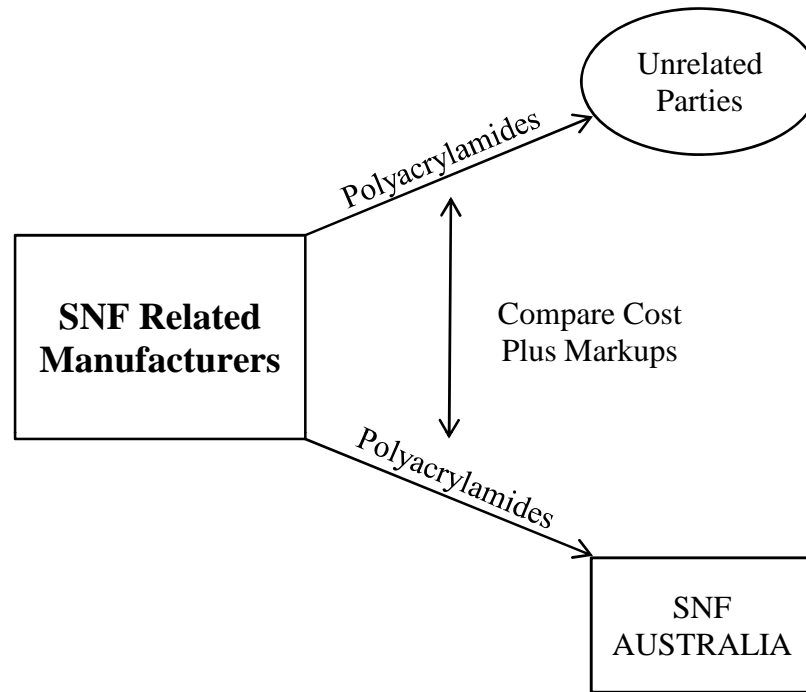 Unrelated
Parties
Polyacrylamides
SNF Related
Manufacturers
Compare Cost
Plus Markups
Polyacrylamides
SNF
AUSTRALIA